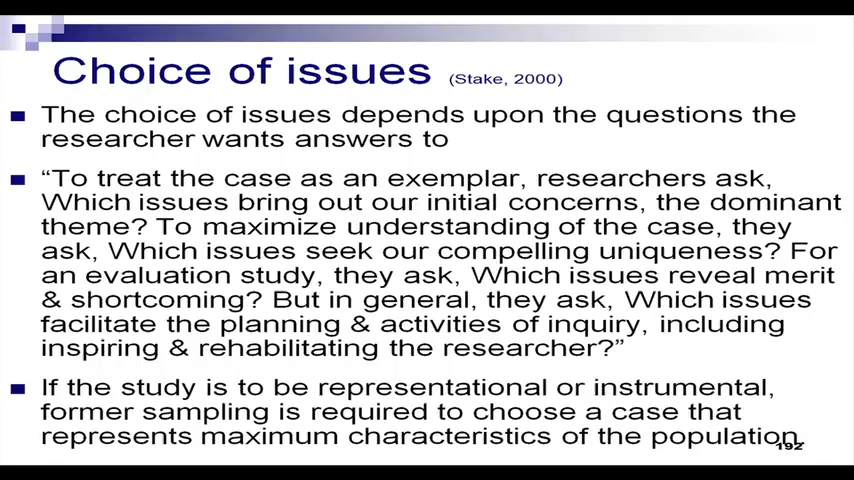 Choice of issues (Stake, 2000)
The choice of issues depends upon the questions the
researcher wants answers to
“To treat the case as an exemplar, researchers ask,
Which issues bring out our initial concerns, the dominant
theme? To maximize understanding of the case, they
ask, Which issues seek our compelling uniqueness? For
an evaluation study, they ask, Which issues reveal merit
& shortcoming? But in general, they ask, Which issues
facilitate the planning & activities of inquiry, including
inspiring & rehabilitating the researcher?”
If the study is to be representational or instrumental,
former sampling is required to choose a case that
represents maximum characteristics of the population.
192